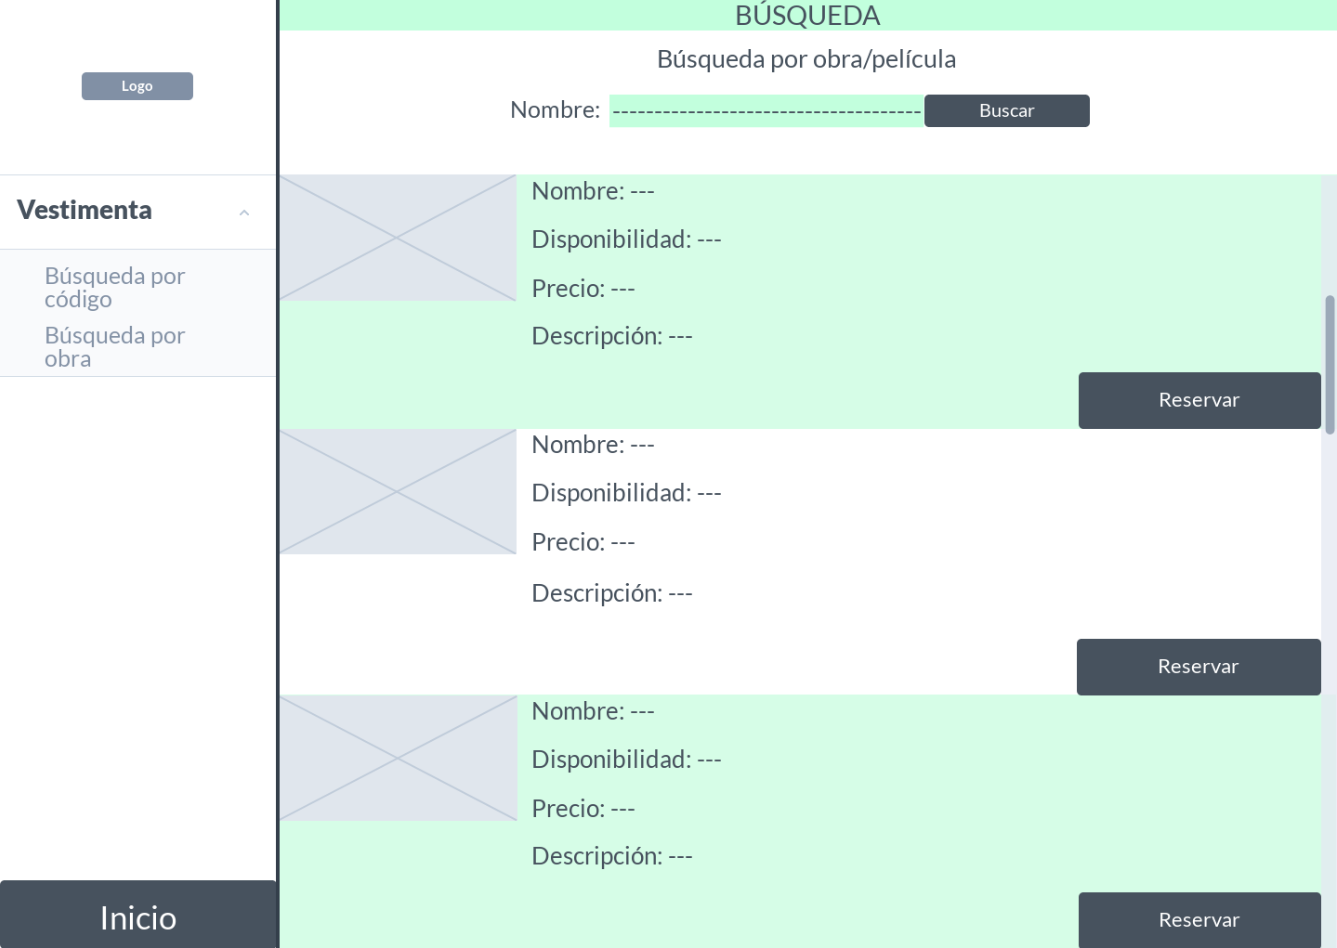 Logo
Vestimenta
Búsqueda por
código
Búsqueda por
obra
Inicio
BÚSQUEDA
Búsqueda por obra/película
Nombre: ------------------------------------- Buscar
Nombre: ---
Disponibilidad: ---
Precio: ---
Descripción: ---
Reservar
Nombre: ---
Disponibilidad: ---
Precio: ---
Descripción: ---
Reservar
Nombre: ---
Disponibilidad: ---
Precio: ---
Descripción: ---
Reservar